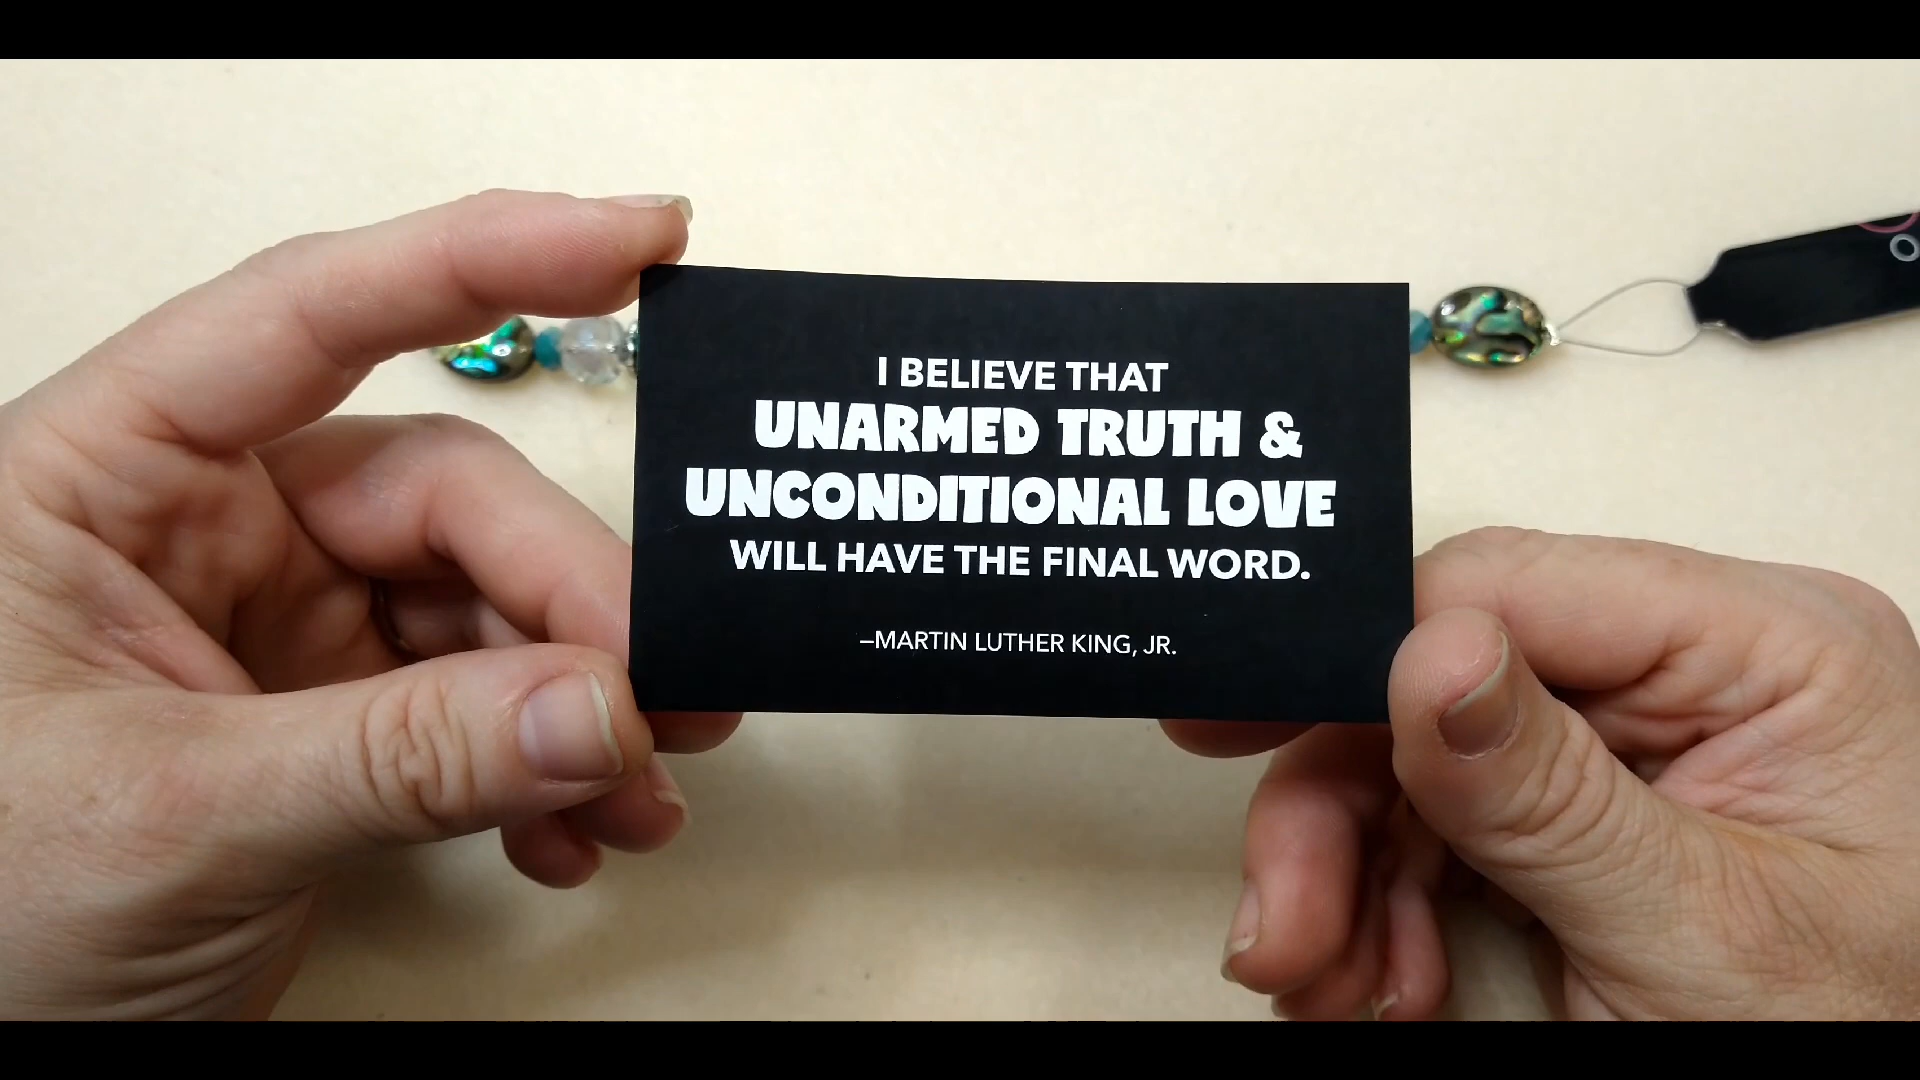 I BELIEVE THAT
UNARMED TRUTH &
UNCONDITIONAL LOVE
WILL HAVE THE FINAL WORD.
–MARTIN LUTHER KING, JR.